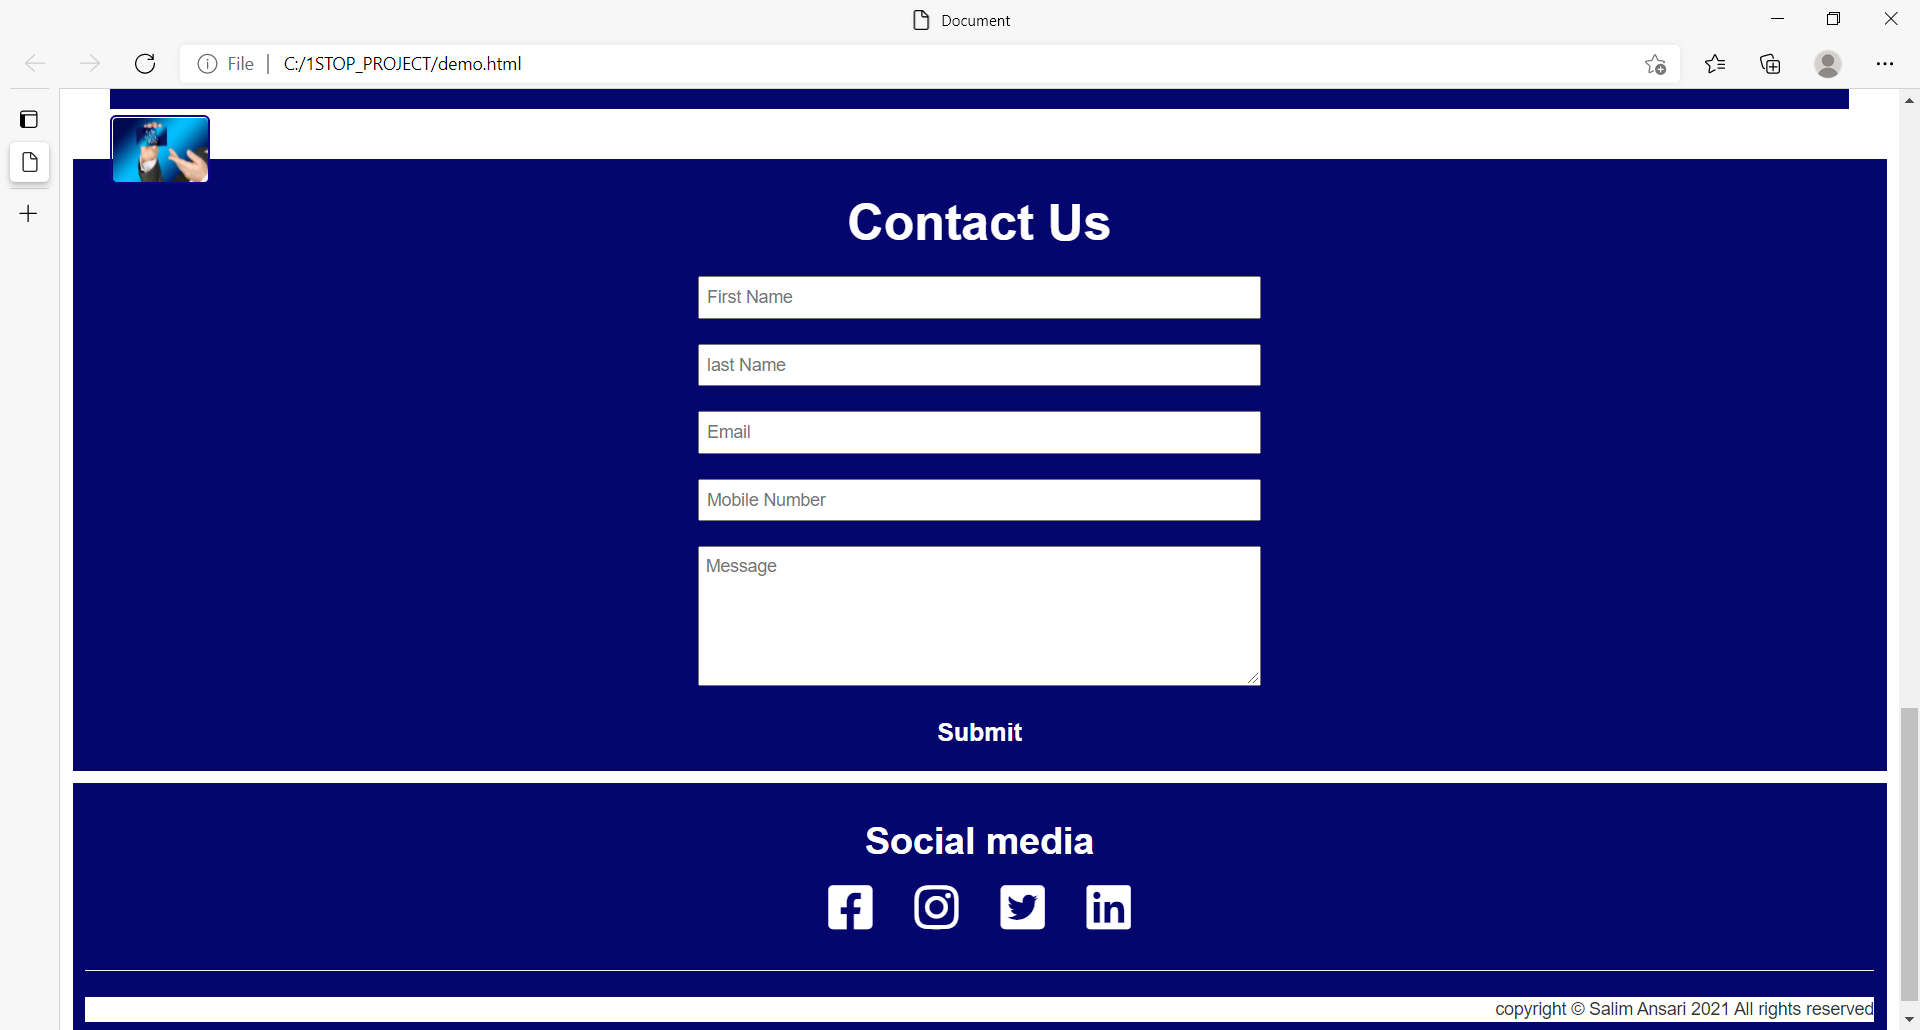 Document
File
C:/1STOP_PROJECT/demo.html
Contact Us
First Name
last Name
Email
Mobile Number
Message
Submit
Social media
copyright © Salim Ansari 2021 All rights reserved